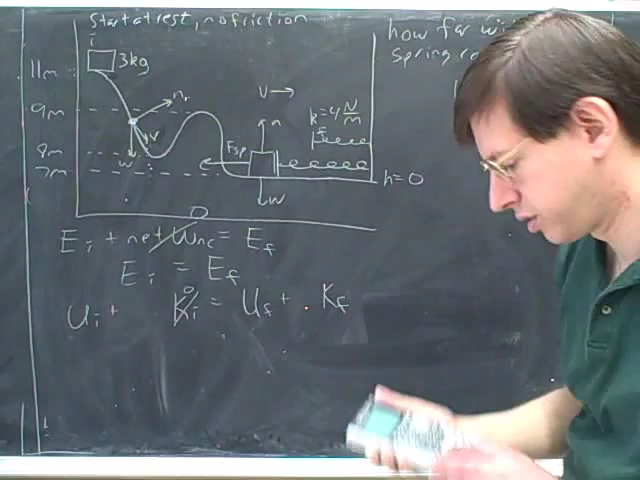 Start at rest, no friction
how far wi
Spring
i
3kg
11m
9m
8m
7m
n,
v
w
V →
k = 4 N/m
n
Fsp
W
h = 0
0
Ei + net Wnc = Ef
Ei = Ef
0
Ui + Ki = Uf + Kf